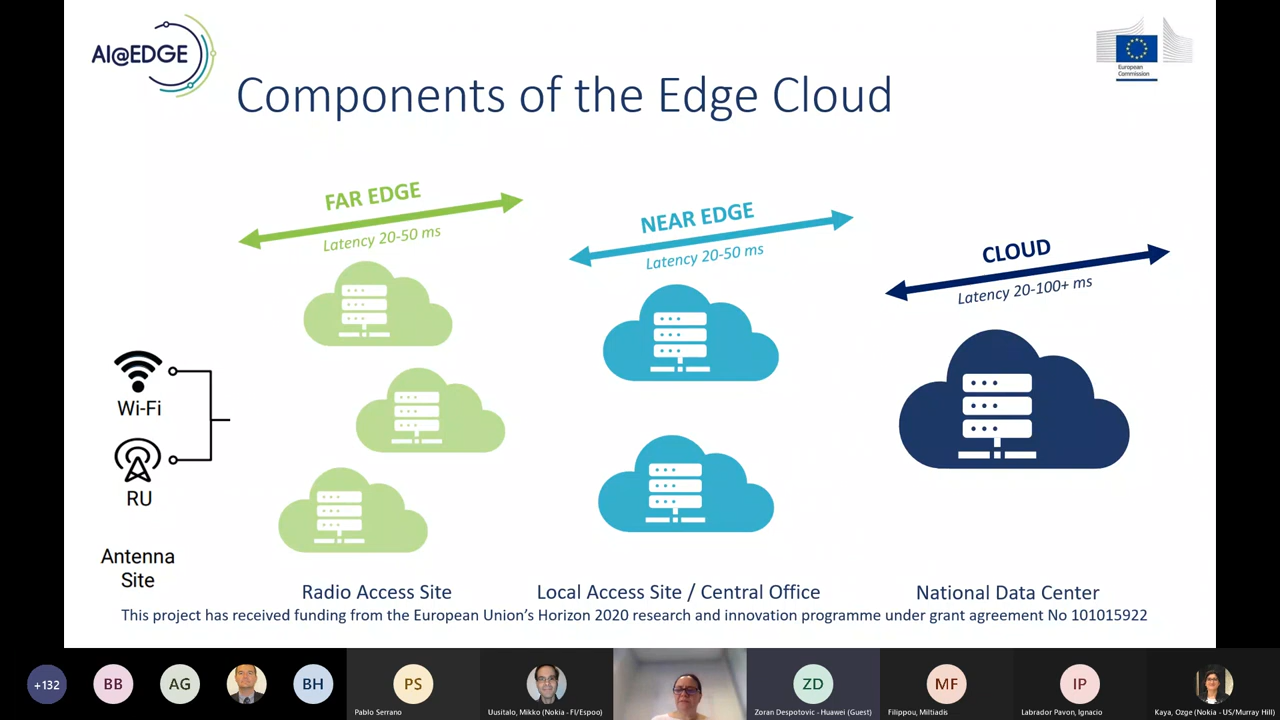 AI@EDGE
European
Commission
Components of the Edge Cloud
FAR EDGE
Latency 20-50 ms
NEAR EDGE
Latency 20-50 ms
CLOUD
Latency 20-100+ ms
Wi-Fi
RU
Antenna
Site
Radio Access Site
Local Access Site / Central Office
National Data Center
This project has received funding from the European Union’s Horizon 2020 research and innovation programme under grant agreement No 101015922
+132
BB
AG
BH
PS
ZD
MF
IP
Pablo Serrano
Uusitalo, Mikko (Nokia - FI/Espoo)
Zoran Despotovic - Huawei (Guest)
Filippou, Miltiadis
Labrador Pavon, Ignacio
Kaya, Ozge (Nokia - US/Murray Hill)